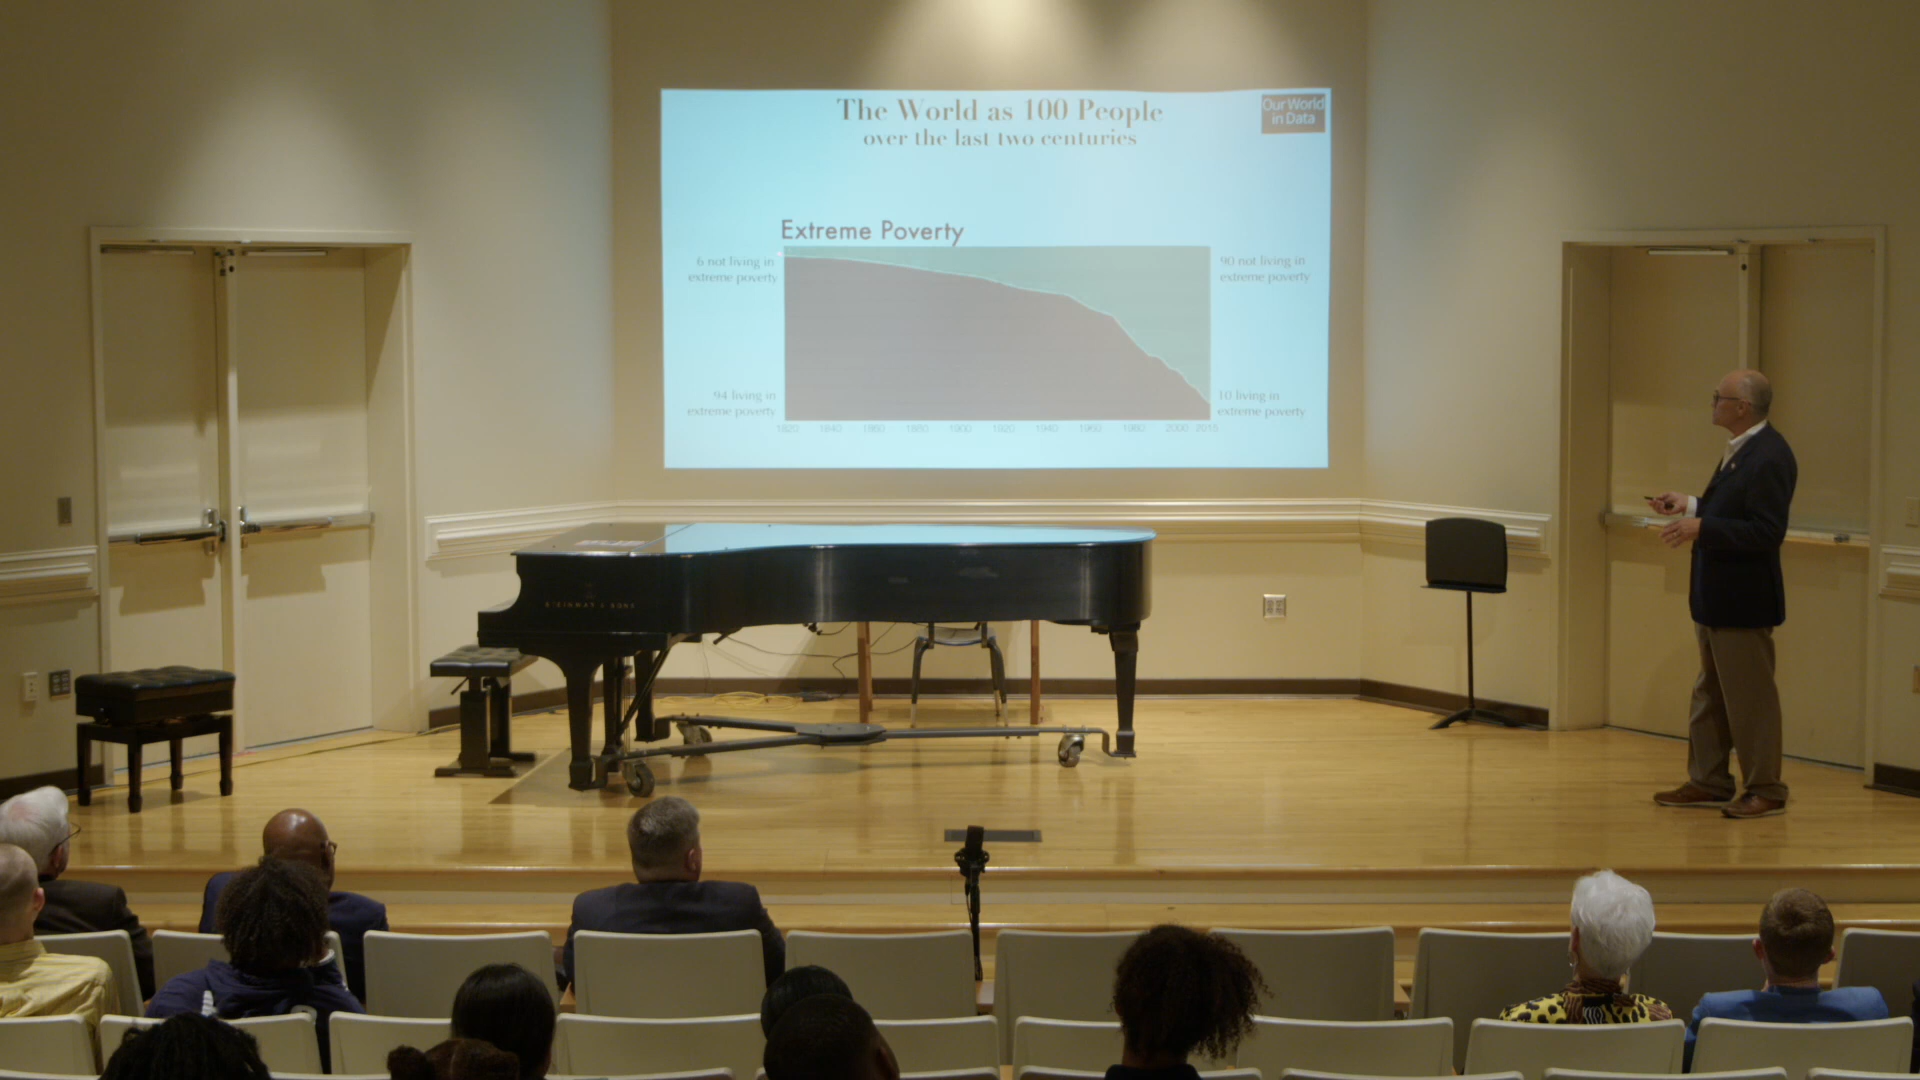 The World as 100 People
over the last two centuries
Our World
in Data
Extreme Poverty
6 not living in
extreme poverty
90 not living in
extreme poverty
94 living in
extreme poverty
10 living in
extreme poverty
1820 1840 1860 1880 1900 1920 1940 1960 1980 2000 2015